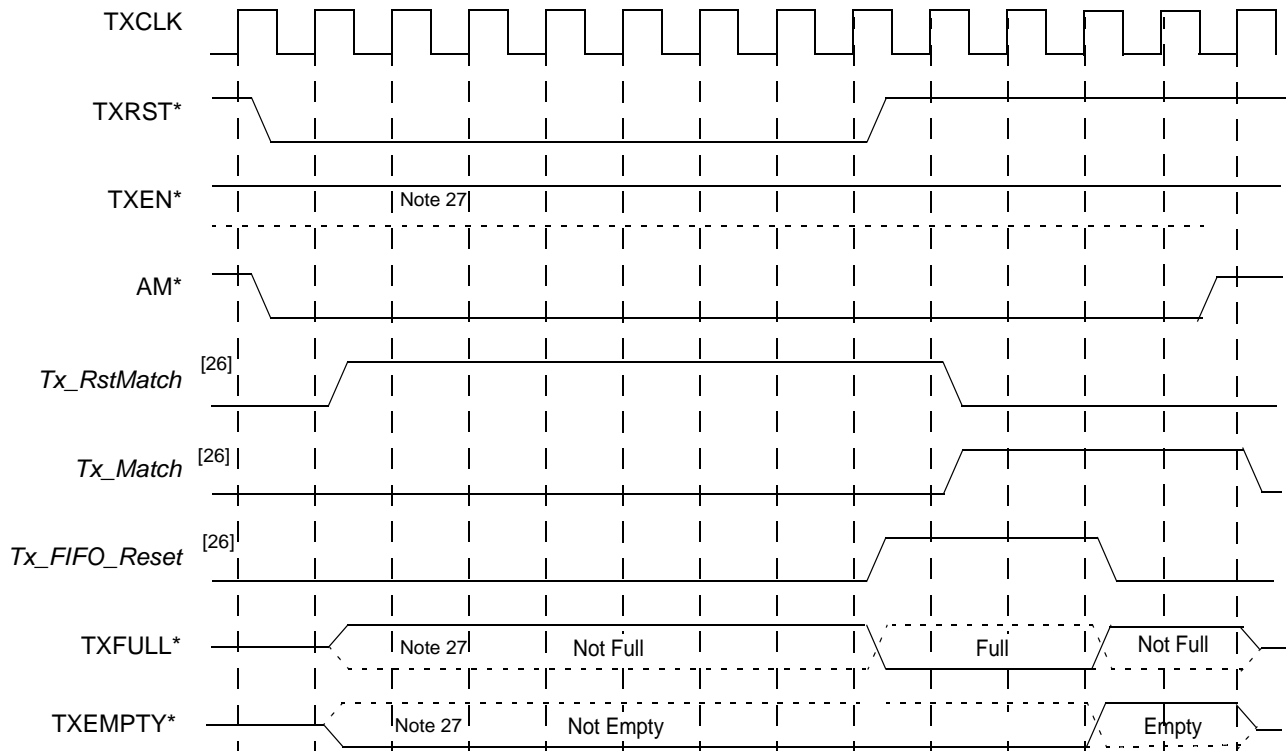 TXCLK
TXRST*
TXEN*
Note 27
AM*
Tx_RstMatch [26]
Tx_Match [26]
Tx_FIFO_Reset [26]
TXFULL* Note 27 Not Full Full Not Full
TXEMPTY* Note 27 Not Empty Empty